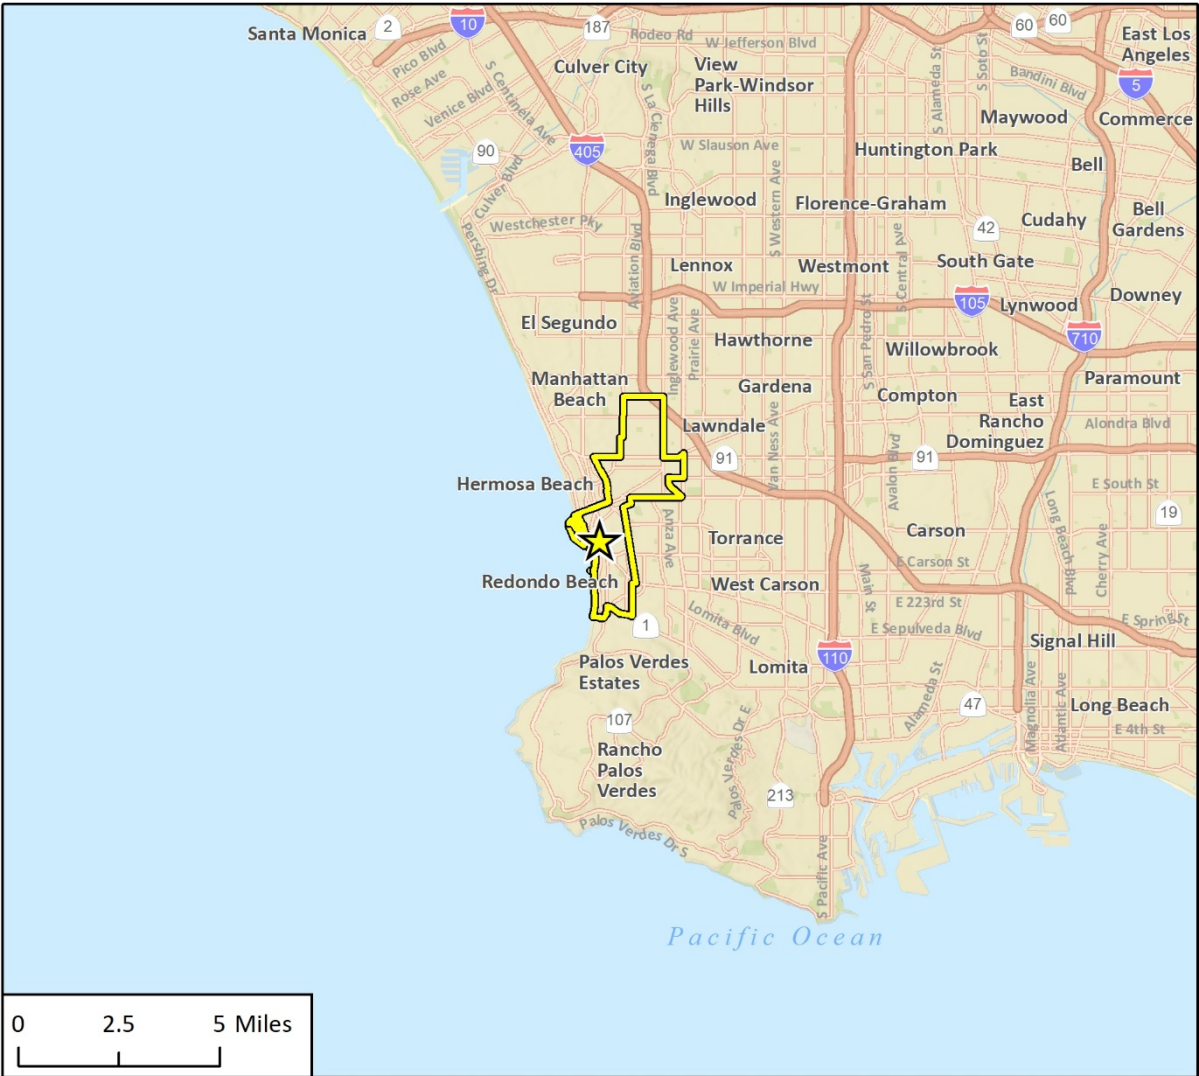 Santa Monica
2
10
187
Rodeo Rd
W Jefferson Blvd
60
60
East Los
Angeles
Pico Blvd
Rose Ave
Venice Blvd
S Centinela Ave
Culver City
View
Park-Windsor
Hills
S La Cienega Blvd
S Alameda St
S Soto St
Bandini Blvd
5
Maywood
Commerce
90
Culver Blvd
405
W Slauson Ave
Huntington Park
Bell
Inglewood
S Western Ave
Florence-Graham
Cudahy
Bell
Gardens
42
Westchester Pky
Pershing Dr
Aviation Blvd
Lennox
Westmont
S Central Ave
South Gate
W Imperial Hwy
105
Lynwood
Downey
El Segundo
Inglewood Ave
Prairie Ave
Hawthorne
S San Pedro St
Willowbrook
710
Manhattan
Beach
Gardena
Compton
Paramount
East
Rancho
Dominguez
Lawndale
Van Ness Ave
Alondra Blvd
91
Avalon Blvd
91
Hermosa Beach
E South St
19
Anza Ave
Torrance
Carson
Long Beach Blvd
Cherry Ave
E Carson St
Redondo Beach
West Carson
Main St
E 223rd St
1
Lomita Blvd
E Sepulveda Blvd
E Spring St
Signal Hill
110
Palos Verdes
Estates
Lomita
Alameda St
47
Magnolia Ave
Atlantic Ave
Long Beach
E 4th St
107
Rancho
Palos
Verdes
Palos Verdes Dr E
213
Palos Verdes Dr S
S Pacific Ave
Pacific Ocean
0 2.5 5 Miles